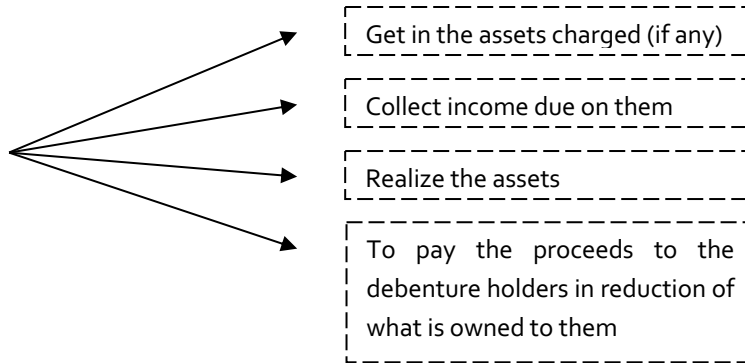 Get in the assets charged (if any)
Collect income due on them
Realize the assets
To pay the proceeds to the
debenture holders in reduction of
what is owned to them